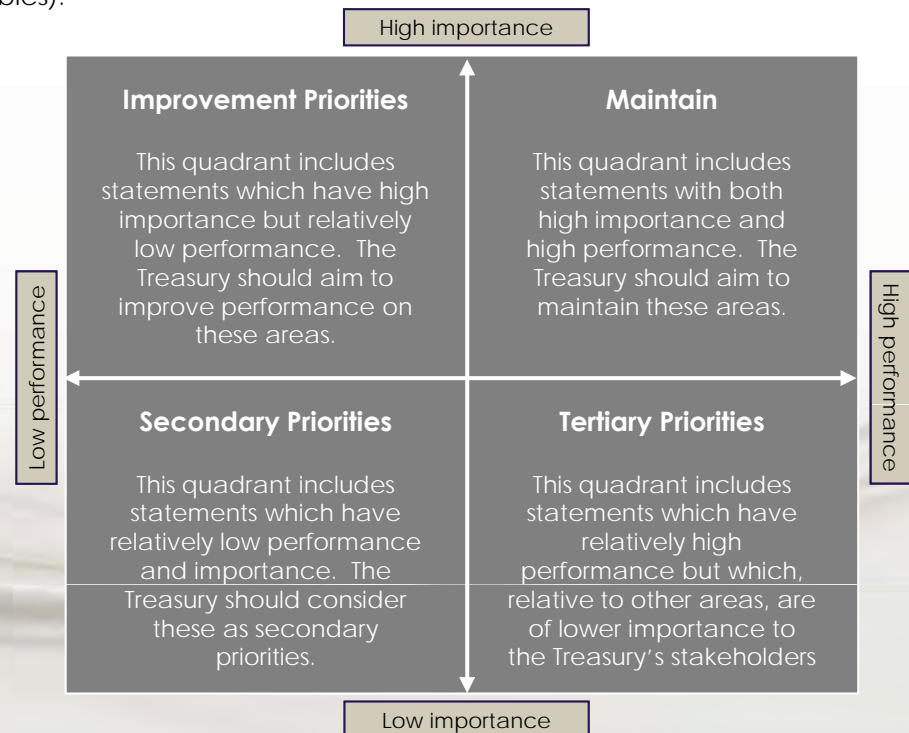 bles).
High importance
Improvement Priorities
This quadrant includes
statements which have high
importance but relatively
low performance.  The
Treasury should aim to
improve performance on
these areas.
Maintain
This quadrant includes
statements with both
high importance and
high performance.  The
Treasury should aim to
maintain these areas.
Low performance
High performance
Secondary Priorities
This quadrant includes
statements which have
relatively low performance
and importance.  The
Treasury should consider
these as secondary
priorities.
Tertiary Priorities
This quadrant includes
statements which have
relatively high
performance but which,
relative to other areas, are
of lower importance to
the Treasury's stakeholders
Low importance